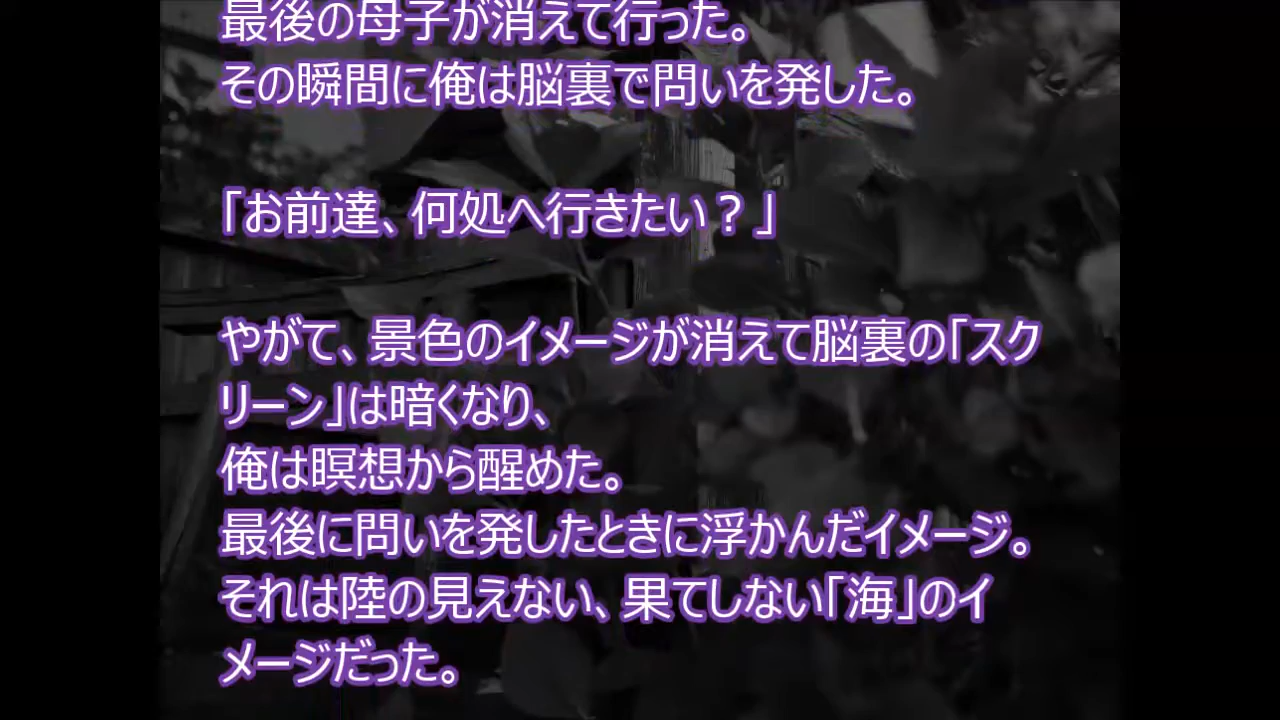 最後の母子が消えて行った。
その瞬間に俺は脳裏で問いを発した。
「お前達、何処へ行きたい？」
やがて、景色のイメージが消えて脳裏の「スク
リーン」は暗くなり、
俺は瞑想から醒めた。
最後に問いを発したときに浮かんだイメージ。
それは陸の見えない、果てしない「海」のイ
メージだった。